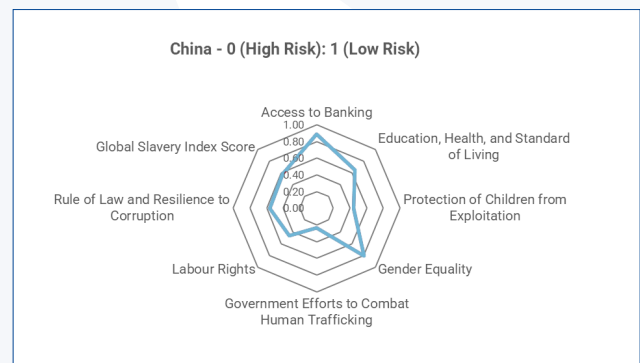 China - 0 (High Risk): 1 (Low Risk)
Access to Banking
1.00
0.80
0.60
0.40
0.20
0.00
Education, Health, and Standard
of Living
Protection of Children from
Exploitation
Gender Equality
Government Efforts to Combat
Human Trafficking
Labour Rights
Rule of Law and Resilience to
Corruption
Global Slavery Index Score